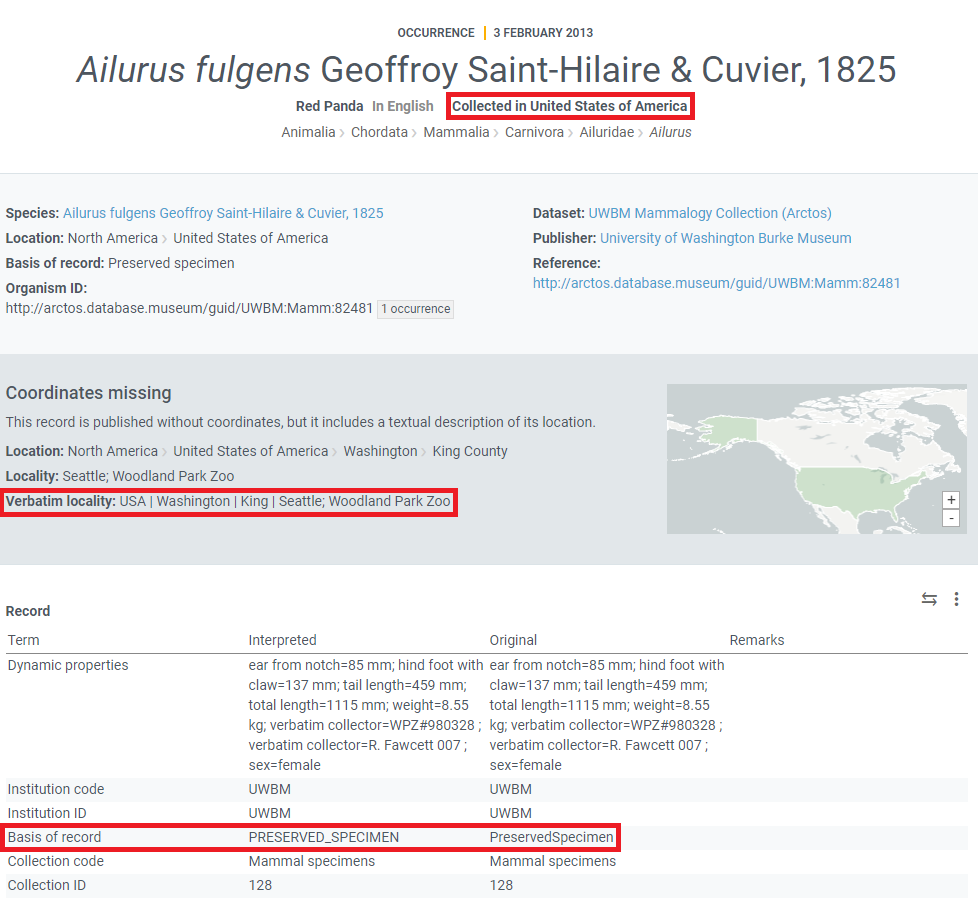 OCCURRENCE | 3 FEBRUARY 2013
Ailurus fulgens Geoffroy Saint-Hilaire & Cuvier, 1825
Red Panda In English Collected in United States of America
Animalia › Chordata › Mammalia › Carnivora › Ailuridae › Ailurus
Species: Ailurus fulgens Geoffroy Saint-Hilaire & Cuvier, 1825
Location: North America › United States of America
Basis of record: Preserved specimen
Organism ID:
http://arctos.database.museum/guid/UWBM:Mamm:82481 1 occurrence
Dataset: UWBM Mammalogy Collection (Arctos)
Publisher: University of Washington Burke Museum
Reference:
http://arctos.database.museum/guid/UWBM:Mamm:82481
Coordinates missing
This record is published without coordinates, but it includes a textual description of its location.
Location: North America › United States of America › Washington › King County
Locality: Seattle; Woodland Park Zoo
Verbatim locality: USA | Washington | King | Seattle; Woodland Park Zoo
+
-
Record
Term Interpreted Original Remarks
Dynamic properties ear from notch=85 mm; hind foot with ear from notch=85 mm; hind foot with
claw=137 mm; tail length=459 mm; claw=137 mm; tail length=459 mm;
total length=1115 mm; weight=8.55 total length=1115 mm; weight=8.55
kg; verbatim collector=WPZ#980328 ; kg; verbatim collector=WPZ#980328 ;
verbatim collector=R. Fawcett 007 ; verbatim collector=R. Fawcett 007 ;
sex=female sex=female
Institution code UWBM UWBM
Institution ID UWBM UWBM
Basis of record PRESERVED_SPECIMEN PreservedSpecimen
Collection code Mammal specimens Mammal specimens
Collection ID 128 128